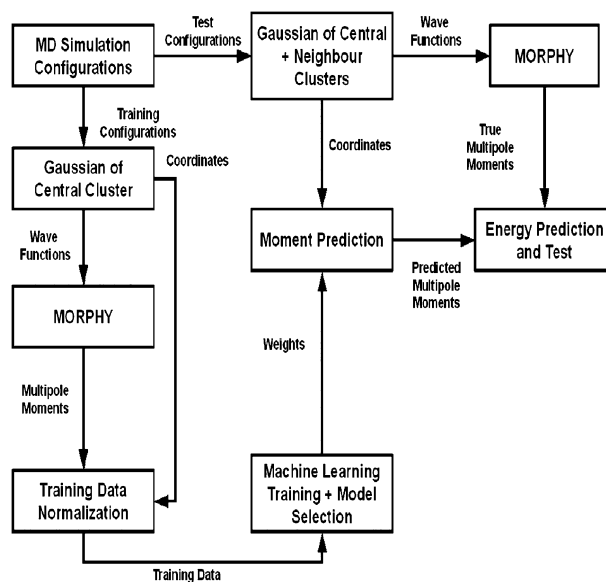 MD Simulation
Configurations
Test
Configurations
Gaussian of Central
+ Neighbour
Clusters
Wave
Functions
MORPHY
Training
Configurations
Coordinates
True
Multipole
Moments
Gaussian of
Central Cluster
Coordinates
Wave
Functions
Moment Prediction
Predicted
Multipole
Moments
Energy Prediction
and Test
MORPHY
Weights
Multipole
Moments
Training Data
Normalization
Machine Learning
Training + Model
Selection
Training Data